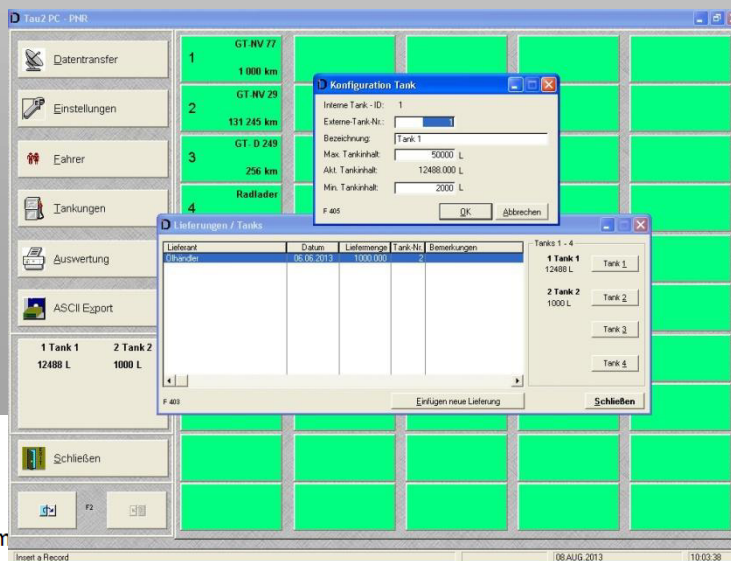 Tau2 PC - PNR
Datentransfer
Einstellungen
Fahrer
Tankungen
Auswertung
ASCII Export
1 Tank 1 2 Tank 2
12488 L 1000 L
Schließen
F2
1 GT-NV 77
1 000 km
2 GT-NV 29
131 245 km
3 GT- D 249
256 km
4 Radlader
Konfiguration Tank
Interne Tank - ID: 1
Externe-Tank-Nr.: 1
Bezeichnung: Tank 1
Max. Tankinhalt: 50000 L
Akt. Tankinhalt: 12488.000 L
Min. Tankinhalt: 2000 L
F 405 OK Abbrechen
Lieferungen / Tanks
Lieferant Datum Liefermenge Tank-Nr. Bemerkungen
Ölhändler 06.06.2013 1000.000 2
Tanks 1 - 4
1 Tank 1
12488 L Tank 1
2 Tank 2
1000 L Tank 2
Tank 3
Tank 4
F 403 Einfügen neue Lieferung Schließen
Insert a Record 08.AUG.2013 10:03:38